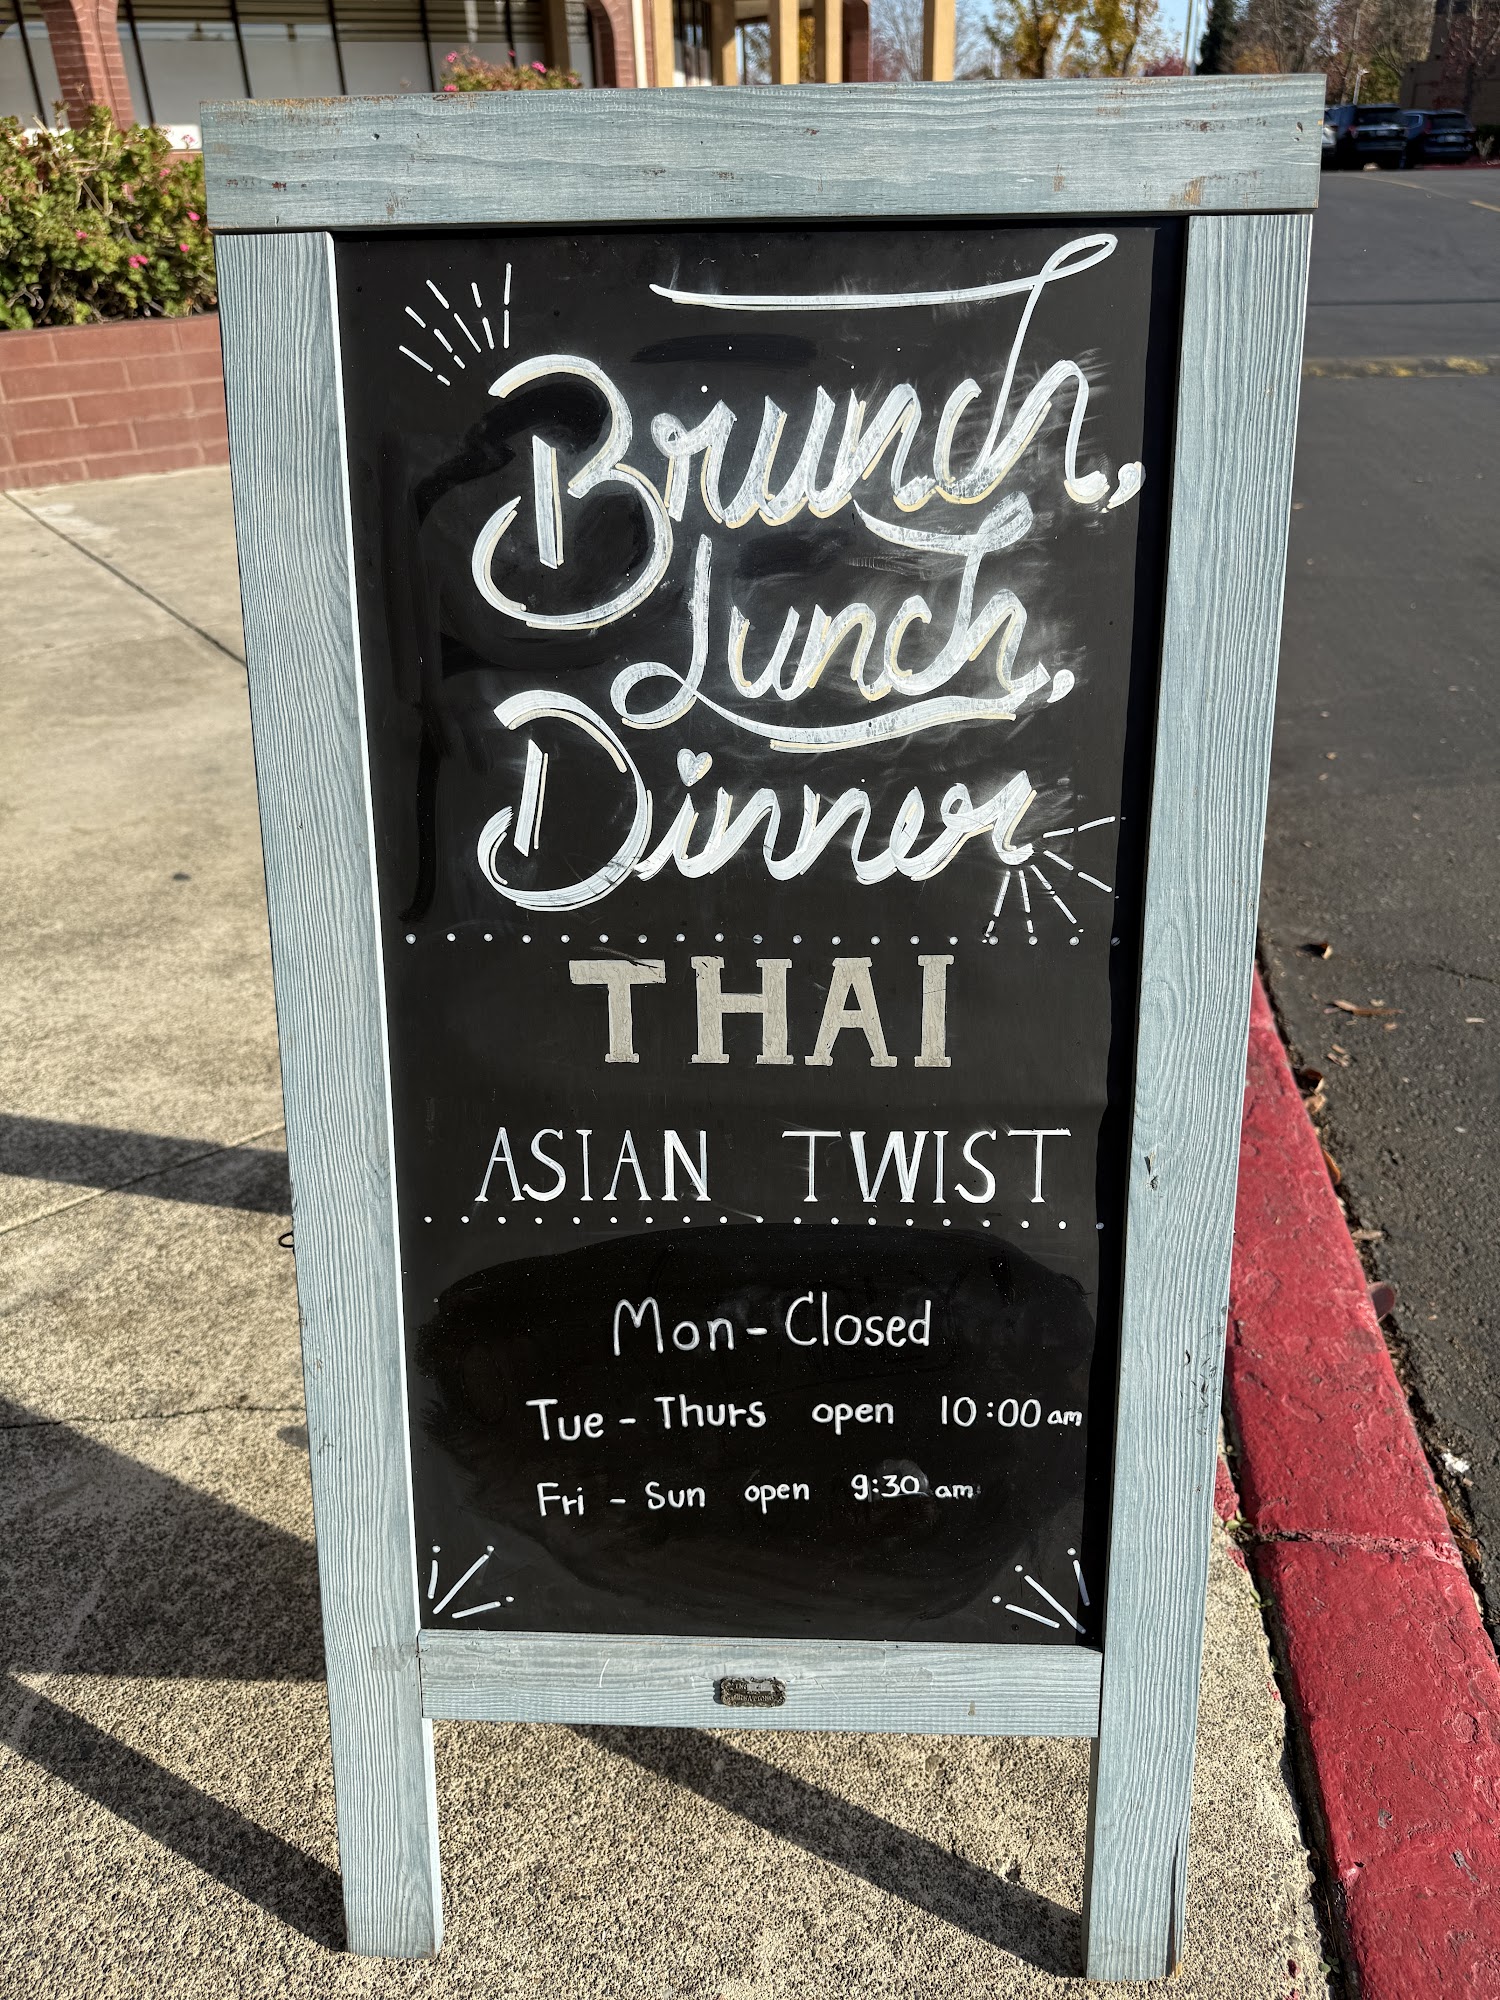 Brunch,
Lunch,
Dinner
THAI
ASIAN TWIST
Mon - Closed
Tue - Thurs open 10:00 am
Fri - Sun open 9:30 am